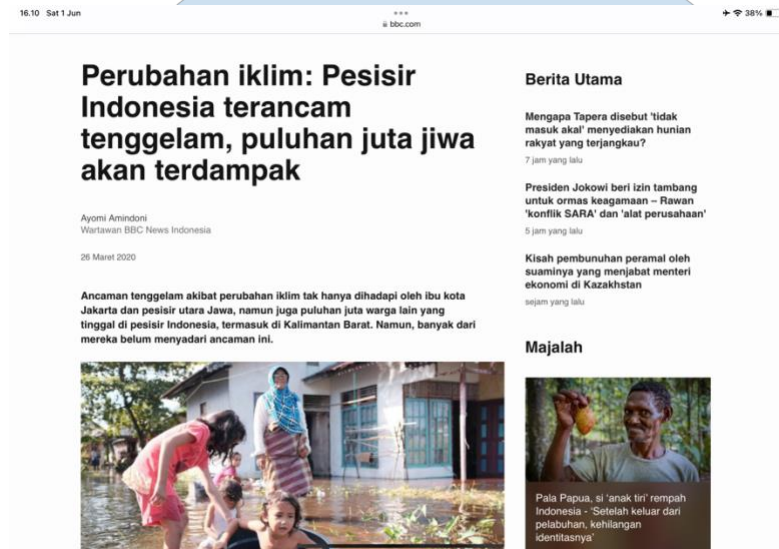 16.10 Sat 1 Jun
38%
bbc.com
Perubahan iklim: Pesisir
Indonesia terancam
tenggelam, puluhan juta jiwa
akan terdampak
Ayomi Amindoni
Wartawan BBC News Indonesia
26 Maret 2020
Ancaman tenggelam akibat perubahan iklim tak hanya dihadapi oleh ibu kota
Jakarta dan pesisir utara Jawa, namun juga puluhan juta warga lain yang
tinggal di pesisir Indonesia, termasuk di Kalimantan Barat. Namun, banyak dari
mereka belum menyadari ancaman ini.
Berita Utama
Mengapa Tapera disebut 'tidak
masuk akal' menyediakan hunian
rakyat yang terjangkau?
7 jam yang lalu
Presiden Jokowi beri izin tambang
untuk ormas keagamaan – Rawan
'konflik SARA' dan 'alat perusahaan'
5 jam yang lalu
Kisah pembunuhan peramal oleh
suaminya yang menjabat menteri
ekonomi di Kazakhstan
sejam yang lalu
Majalah
Pala Papua, si 'anak tiri' rempah
Indonesia - 'Setelah keluar dari
pelabuhan, kehilangan
identitasnya'